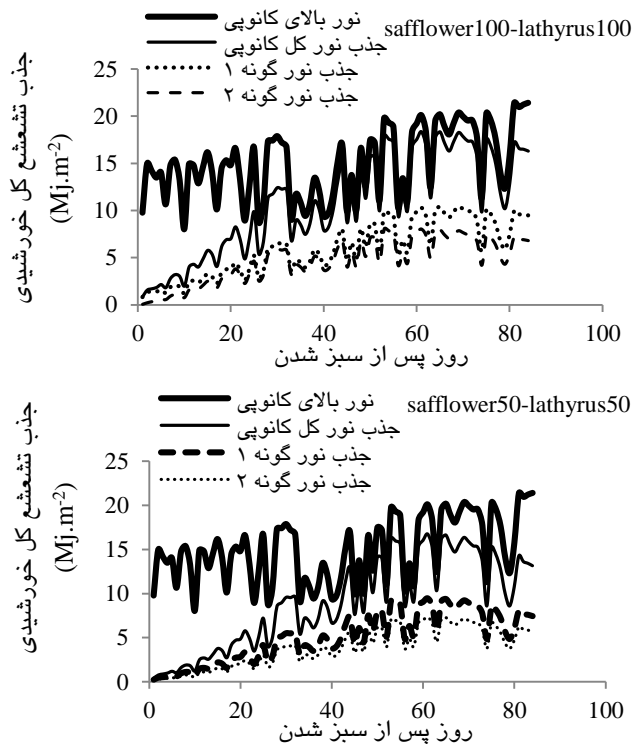 نور بالای کانوپی
safflower100-lathyrus100
جذب نور کل کانوپی
جذب نور گونه ۱
جذب نور گونه ۲
جذب تشعشع کل خورشیدی
(Mj.m-2)
25
20
15
10
5
0
0 20 40 60 80 100
روز پس از سبز شدن
نور بالای کانوپی
safflower50-lathyrus50
جذب نور کل کانوپی
جذب نور گونه ۱
جذب نور گونه ۲
جذب تشعشع کل خورشیدی
(Mj.m-2)
25
20
15
10
5
0
0 20 40 60 80 100
روز پس از سبز شدن